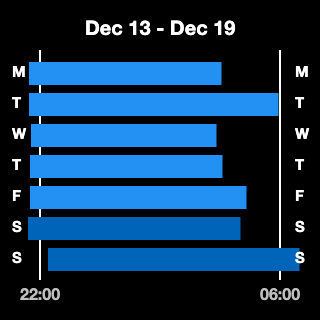 Dec 13 - Dec 19
M M
T T
W W
T T
F F
S S
S S
22:00 06:00